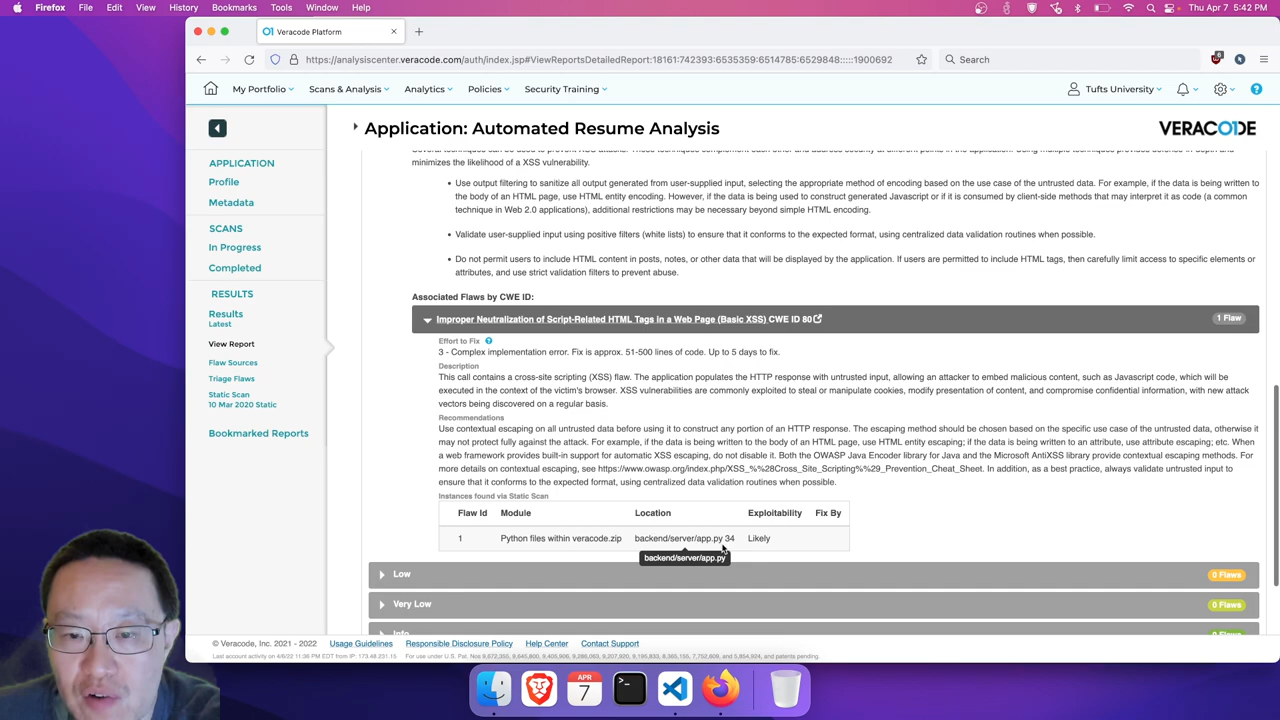 Firefox File Edit View History Bookmarks Tools Window Help Thu Apr 7 5:42 PM
Veracode Platform
https://analysiscenter.veracode.com/auth/index.jsp#ViewReportsDetailedReport:18161:742393:6535359:6514785:6529848:::::1900692 Search
My Portfolio Scans & Analysis Analytics Policies Security Training Tufts University
Application: Automated Resume Analysis VERACODE
APPLICATION
Profile
Metadata
SCANS
In Progress
Completed
RESULTS
Results
Latest
View Report
Flaw Sources
Triage Flaws
Static Scan
10 Mar 2020 Static
Bookmarked Reports
minimizes the likelihood of a XSS vulnerability.
Use output filtering to sanitize all output generated from user-supplied input, selecting the appropriate method of encoding based on the use case of the untrusted data. For example, if the data is being written to
the body of an HTML page, use HTML entity encoding. However, if the data is being used to construct generated Javascript or if it is consumed by client-side methods that may interpret it as code (a common
technique in Web 2.0 applications), additional restrictions may be necessary beyond simple HTML encoding.
Validate user-supplied input using positive filters (white lists) to ensure that it conforms to the expected format, using centralized data validation routines when possible.
Do not permit users to include HTML content in posts, notes, or other data that will be displayed by the application. If users are permitted to include HTML tags, then carefully limit access to specific elements or
attributes, and use strict validation filters to prevent abuse.
Associated Flaws by CWE ID:
Improper Neutralization of Script-Related HTML Tags in a Web Page (Basic XSS) CWE ID 80 1 Flaw
Effort to Fix
3 - Complex implementation error. Fix is approx. 51-500 lines of code. Up to 5 days to fix.
Description
This call contains a cross-site scripting (XSS) flaw. The application populates the HTTP response with untrusted input, allowing an attacker to embed malicious content, such as Javascript code, which will be
executed in the context of the victim's browser. XSS vulnerabilities are commonly exploited to steal or manipulate cookies, modify presentation of content, and compromise confidential information, with new attack
vectors being discovered on a regular basis.
Recommendations
Use contextual escaping on all untrusted data before using it to construct any portion of an HTTP response. The escaping method should be chosen based on the specific use case of the untrusted data, otherwise it
may not protect fully against the attack. For example, if the data is being written to the body of an HTML page, use HTML entity escaping; if the data is being written to an attribute, use attribute escaping; etc. When
a web framework provides built-in support for automatic XSS escaping, do not disable it. Both the OWASP Java Encoder library for Java and the Microsoft AntiXSS library provide contextual escaping methods. For
more details on contextual escaping, see https://www.owasp.org/index.php/XSS_%%28Cross_Site_Scripting%%29_Prevention_Cheat_Sheet. In addition, as a best practice, always validate untrusted input to
ensure that it conforms to the expected format, using centralized data validation routines when possible.
Instances found via Static Scan
Flaw Id Module Location Exploitability Fix By
1 Python files within veracode.zip backend/server/app.py 34 Likely
backend/server/app.py
Low 0 Flaws
Very Low 0 Flaws
© Veracode, Inc. 2021 - 2022 Usage Guidelines Responsible Disclosure Policy Help Center Contact Support
Last account activity on 4/6/22 11:36 PM EDT from IP: 173.48.231.15 For use under U.S. Pat. Nos
APR
7